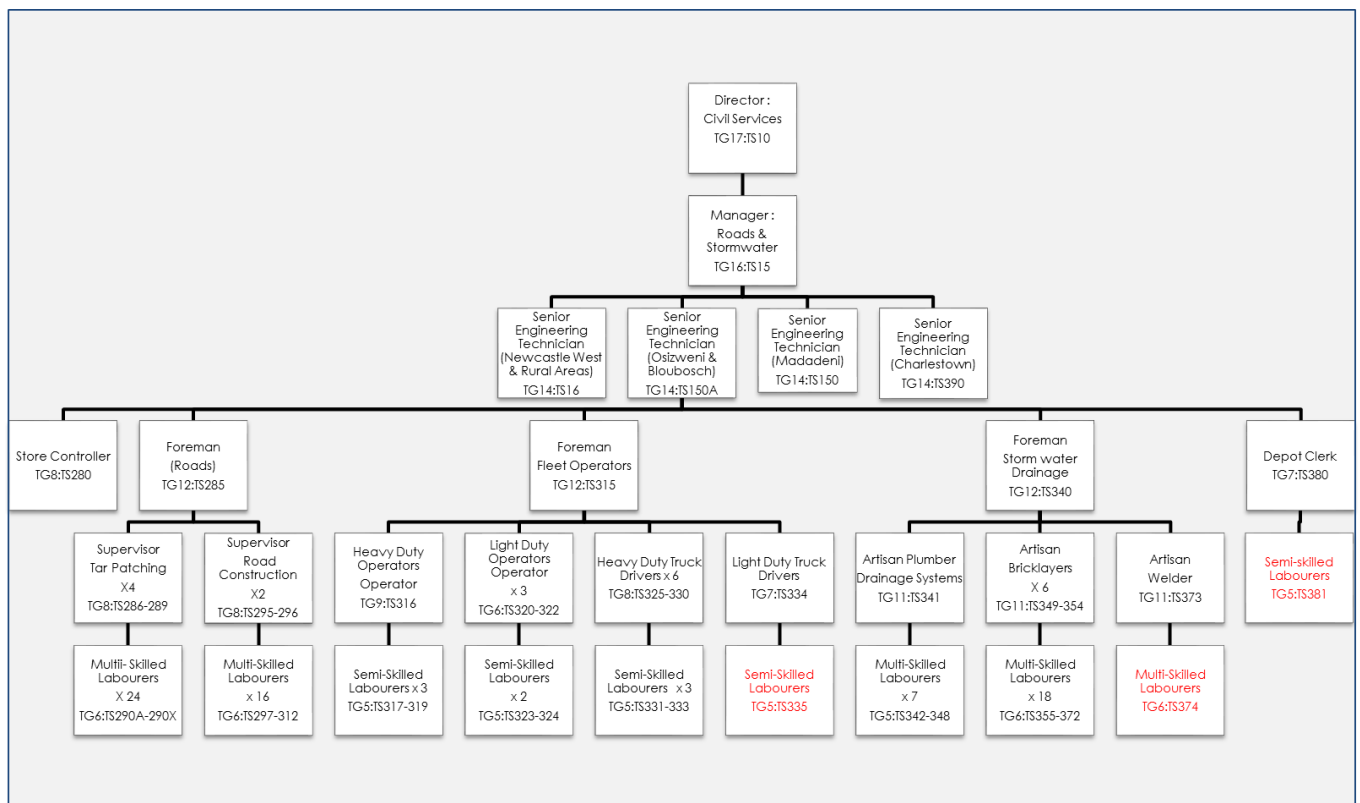 Director :
Civil Services
TG17:TS10
Manager :
Roads &
Stormwater
TG16:TS15
Senior
Engineering
Technician
(Newcastle West
& Rural Areas)
TG14:TS16
Senior
Engineering
Technician
(Osizweni &
Bloubosch)
TG14:TS150A
Senior
Engineering
Technician
(Madadeni)
TG14:TS150
Senior
Engineering
Technician
(Charlestown)
TG14:TS390
Store Controller
TG8:TS280
Foreman
(Roads)
TG12:TS285
Foreman
Fleet Operators
TG12:TS315
Foreman
Storm water
Drainage
TG12:TS340
Depot Clerk
TG7:TS380
Supervisor
Tar Patching
X4
TG8:TS286-289
Supervisor
Road
Construction
X2
TG8:TS295-296
Heavy Duty
Operators
Operator
TG9:TS316
Light Duty
Operators
Operator
x 3
TG6:TS320-322
Heavy Duty Truck
Drivers x 6
TG8:TS325-330
Light Duty Truck
Drivers
TG7:TS334
Artisan Plumber
Drainage Systems
TG11:TS341
Artisan
Bricklayers
X 6
TG11:TS349-354
Artisan
Welder
TG11:TS373
Semi-skilled
Labourers
TG5:TS381
Multii- Skilled
Labourers
X 24
TG6:TS290A-290X
Multi-Skilled
Labourers
x 16
TG6:TS297-312
Semi-Skilled
Labourers x 3
TG5:TS317-319
Semi-Skilled
Labourers
x 2
TG5:TS323-324
Semi-Skilled
Labourers x 3
TG5:TS331-333
Semi-Skilled
Labourers
TG5:TS335
Multi-Skilled
Labourers
x 7
TG5:TS342-348
Multi-Skilled
Labourers
x 18
TG6:TS355-372
Multi-Skilled
Labourers
TG6:TS374